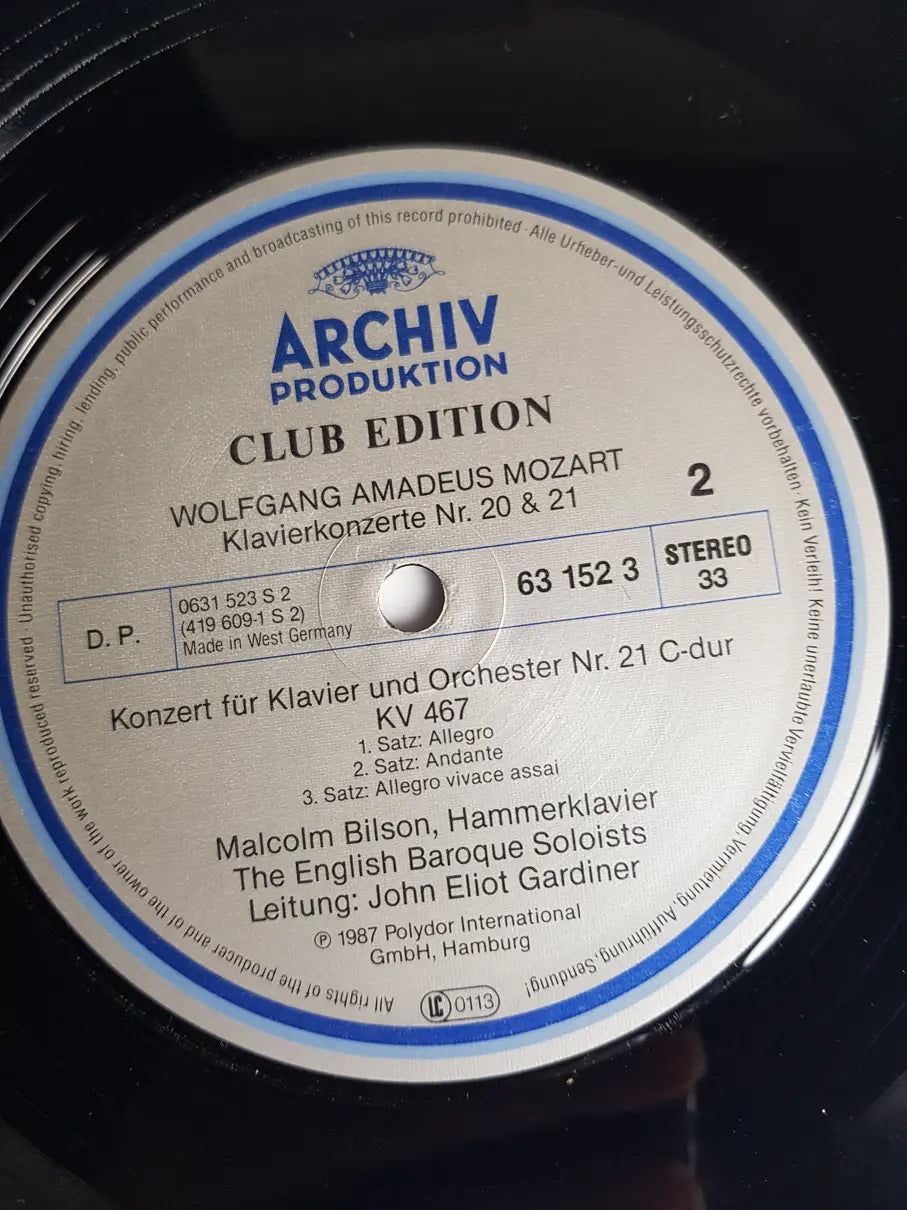 ARCHIV
PRODUKTION
CLUB EDITION
WOLFGANG AMADEUS MOZART
Klavierkonzerte Nr. 20 & 21
2
D. P.
0631 523 S 2
(419 609-1 S 2)
Made in West Germany
63 152 3
STEREO
33
Konzert für Klavier und Orchester Nr. 21 C-dur
KV 467
1. Satz: Allegro
2. Satz: Andante
3. Satz: Allegro vivace assai
Malcolm Bilson, Hammerklavier
The English Baroque Soloists
Leitung: John Eliot Gardiner
℗ 1987 Polydor International
GmbH, Hamburg
LC 0113
All rights of the producer and of the owner of the work reproduced reserved · Unauthorised copying, hiring, lending, public performance and broadcasting of this record prohibited · Alle Urheber- und Leistungsschutzrechte vorbehalten · Kein Verleih! Keine unerlaubte Vervielfältigung, Vermietung, Aufführung, Sendung!